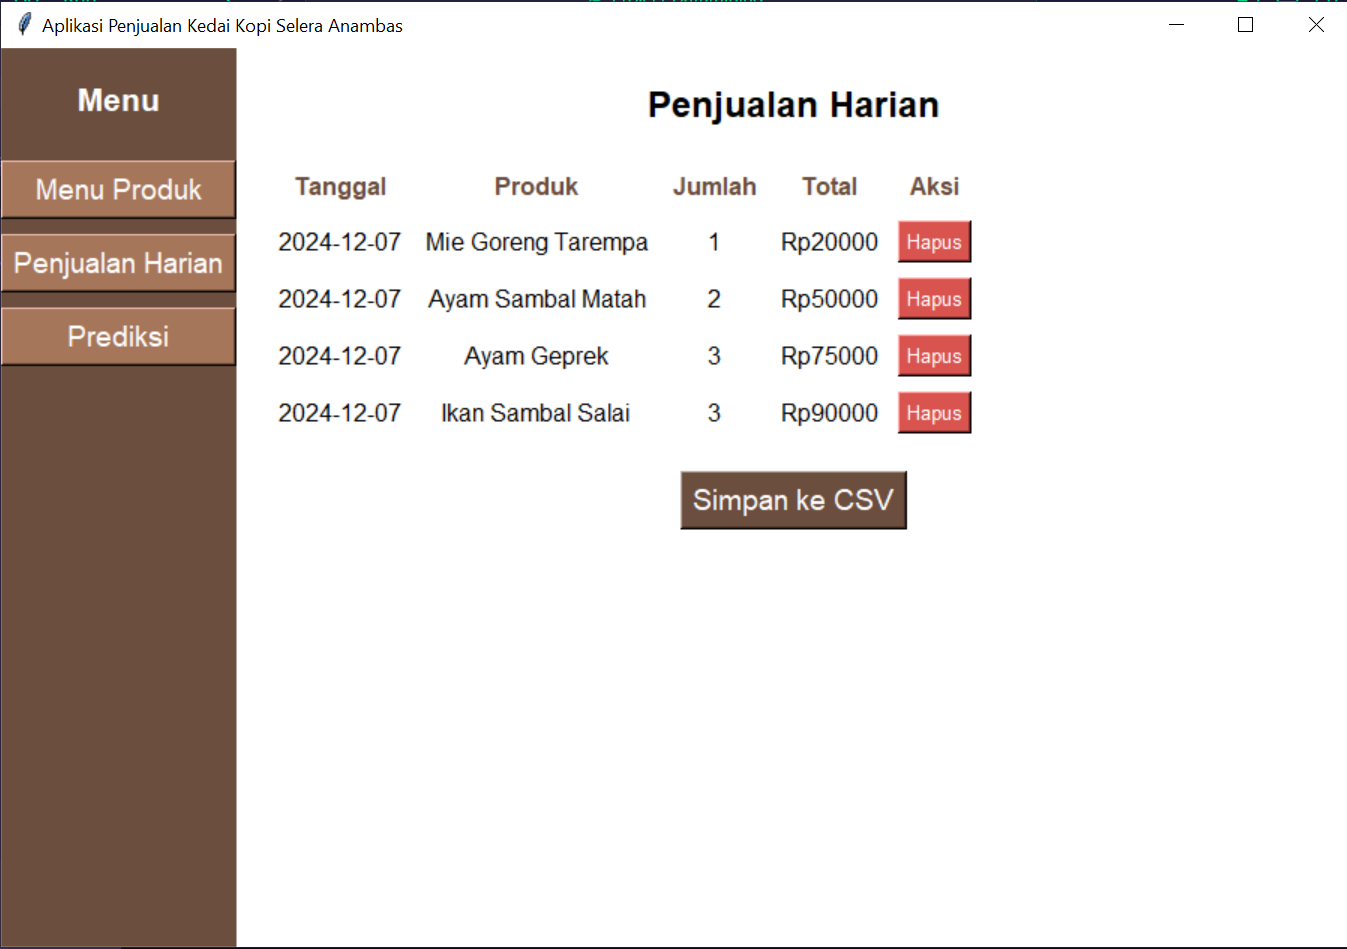 Aplikasi Penjualan Kedai Kopi Selera Anambas
Menu
Menu Produk
Penjualan Harian
Prediksi
Penjualan Harian
Tanggal Produk Jumlah Total Aksi
2024-12-07 Mie Goreng Tarempa 1 Rp20000 Hapus
2024-12-07 Ayam Sambal Matah 2 Rp50000 Hapus
2024-12-07 Ayam Geprek 3 Rp75000 Hapus
2024-12-07 Ikan Sambal Salai 3 Rp90000 Hapus
Simpan ke CSV